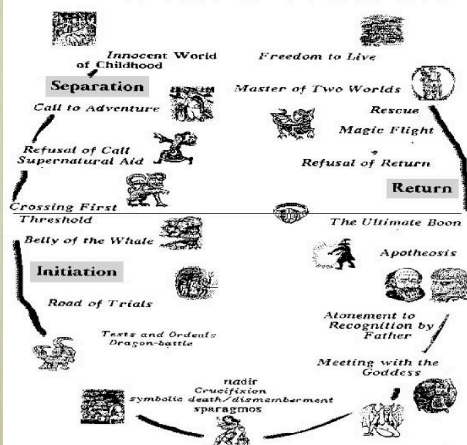 Innocent World
of Childhood
Separation
Call to Adventure
Refusal of Call
Supernatural Aid
Crossing First
Threshold
Belly of the Whale
Initiation
Road of Trials
Tests and Ordeals
Dragon-battle
nadir
Crucifixion
symbolic death/dismemberment
sparagmos
Meeting with the
Goddess
Atonement to
Recognition by
Father
Apotheosis
The Ultimate Boon
Return
Refusal of Return
Magic Flight
Rescue
Master of Two Worlds
Freedom to Live